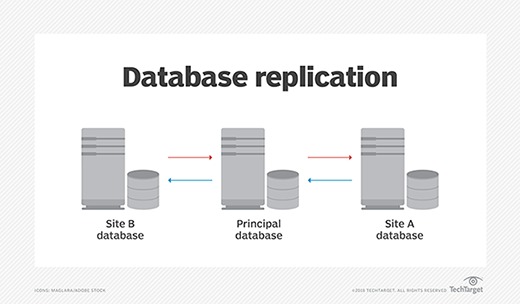 Database replication
Site B
database
Principal
database
Site A
database
ICONS: MAGLARA/ADOBE STOCK
©2019 TECHTARGET. ALL RIGHTS RESERVED
TechTarget